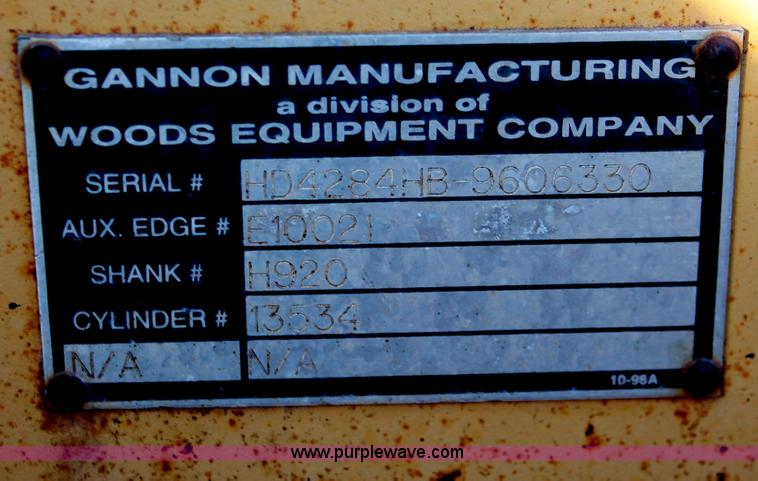 GANNON MANUFACTURING
a division of
WOODS EQUIPMENT COMPANY
SERIAL # HD4284HB-9606330
AUX. EDGE # E10021
SHANK # H920
CYLINDER # 13534
N/A N/A
10-98A
www.purplewave.com